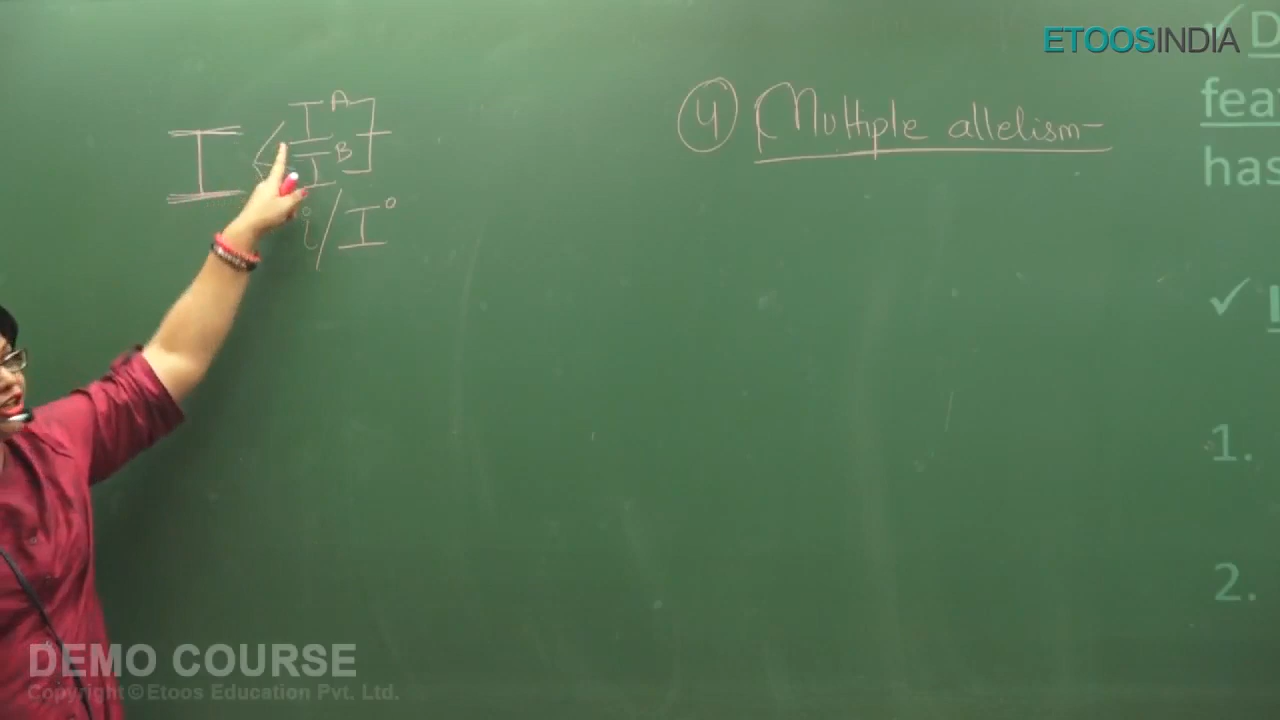 ETOOSINDIA
I I^A
I^B
i/I^o
④ Multiple allelism-
✓ D
fea
has
✓
1.
2.
DEMO COURSE
Copyright © Etoos Education Pvt. Ltd.